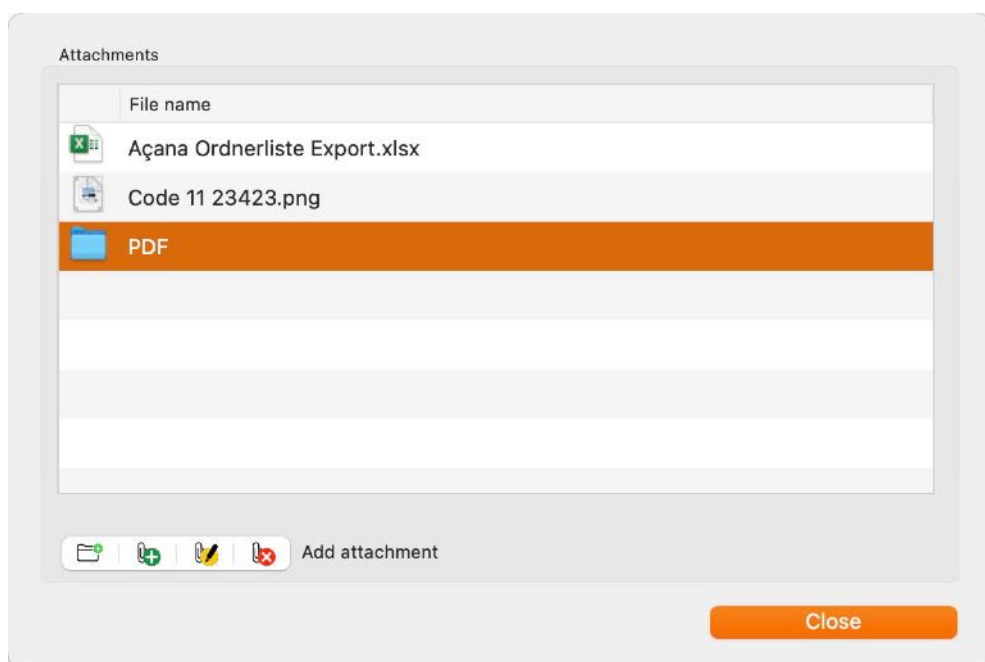 Attachments
File name
Açana Ordnerliste Export.xlsx
Code 11 23423.png
PDF
Add attachment
Close